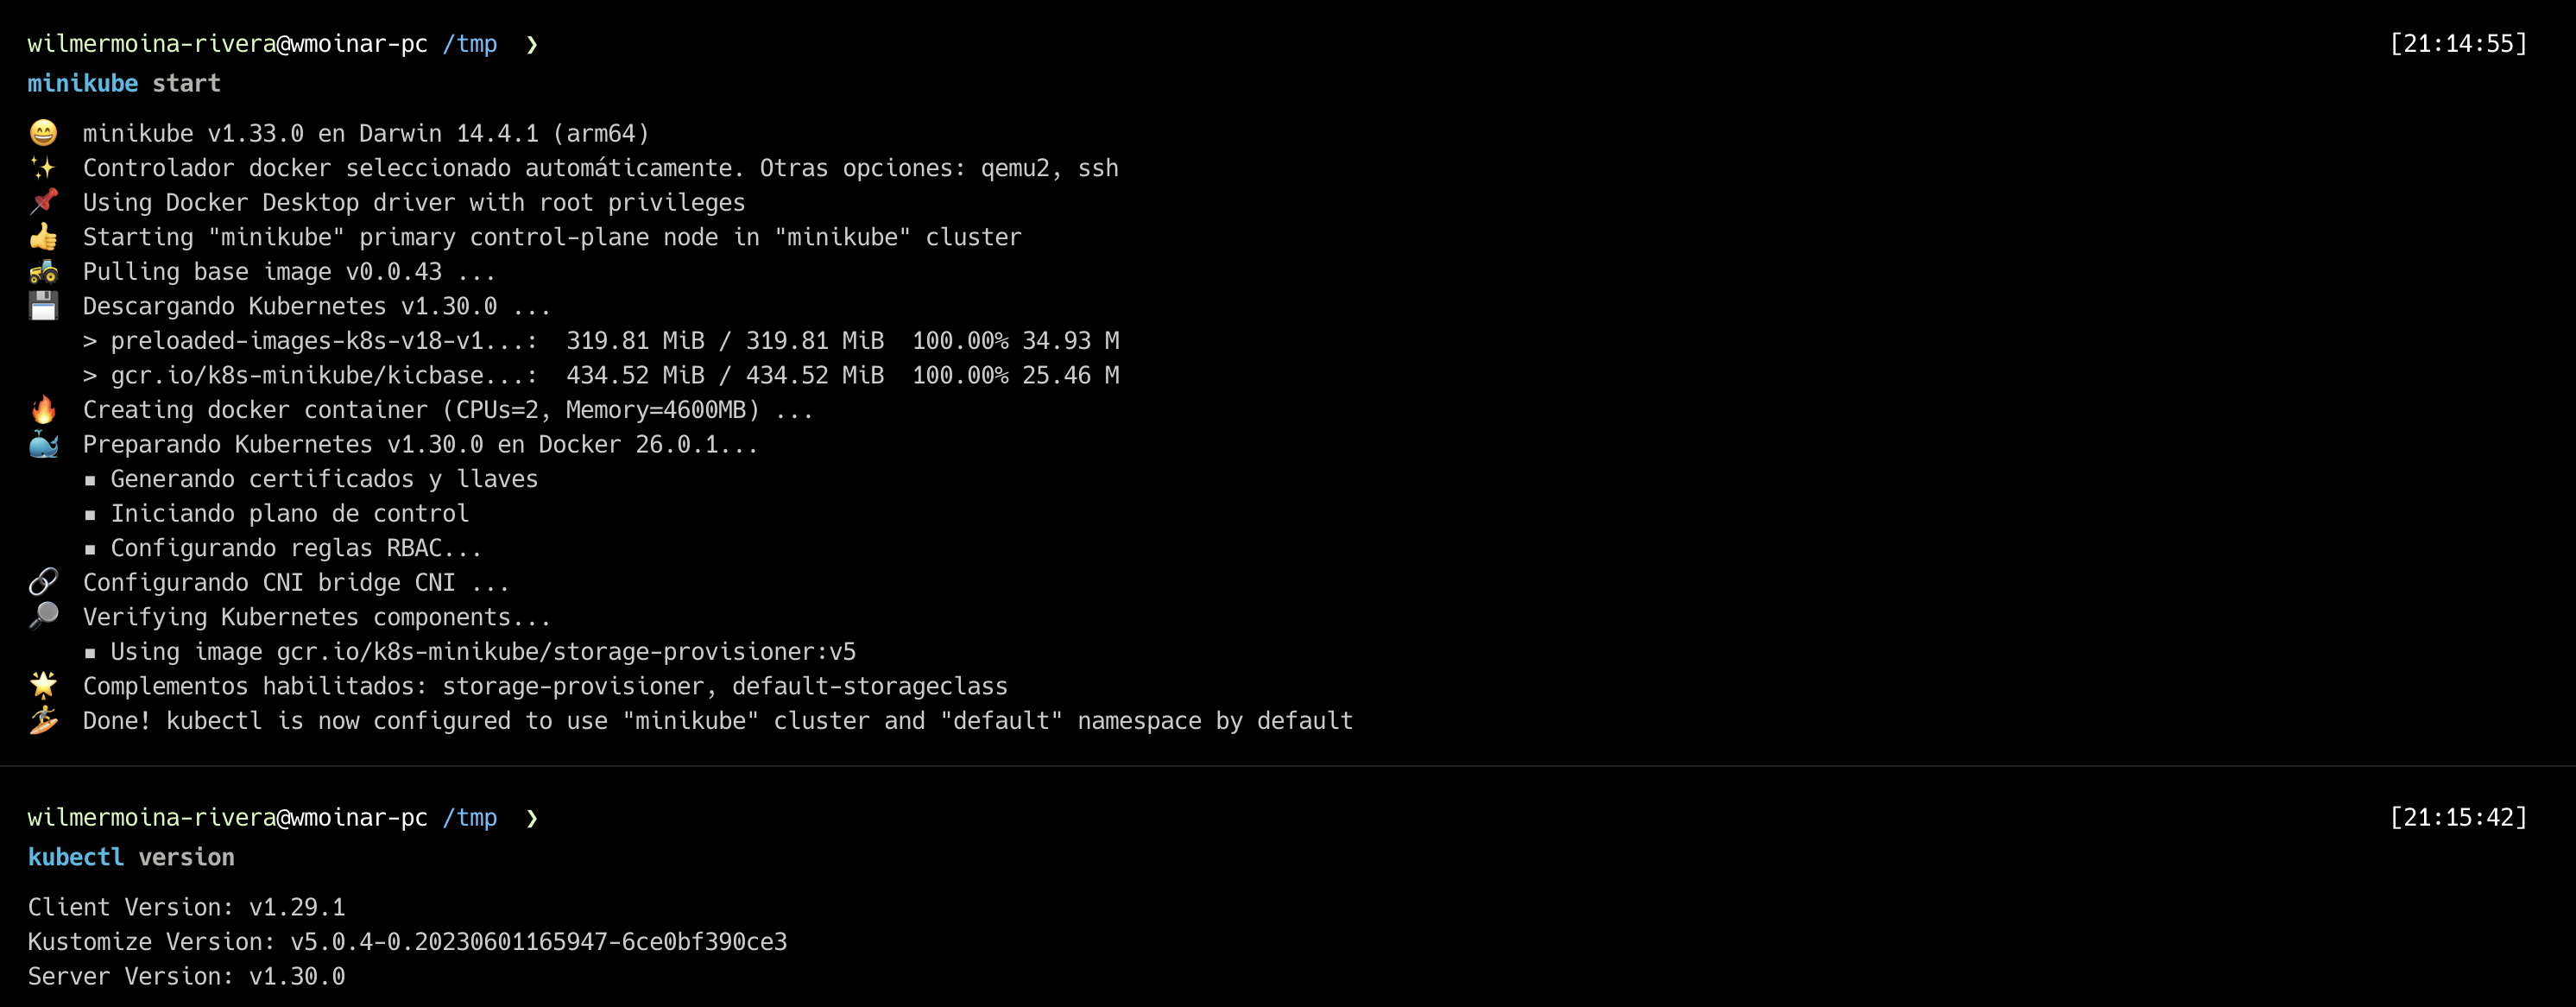 wilmermoina-rivera@wmoinar-pc /tmp ❯ [21:14:55]
minikube start
😄 minikube v1.33.0 en Darwin 14.4.1 (arm64)
✨ Controlador docker seleccionado automáticamente. Otras opciones: qemu2, ssh
📌 Using Docker Desktop driver with root privileges
👍 Starting "minikube" primary control-plane node in "minikube" cluster
🚜 Pulling base image v0.0.43 ...
💾 Descargando Kubernetes v1.30.0 ...
> preloaded-images-k8s-v18-v1...: 319.81 MiB / 319.81 MiB 100.00% 34.93 M
> gcr.io/k8s-minikube/kicbase...: 434.52 MiB / 434.52 MiB 100.00% 25.46 M
🔥 Creating docker container (CPUs=2, Memory=4600MB) ...
🐳 Preparando Kubernetes v1.30.0 en Docker 26.0.1...
▪ Generando certificados y llaves
▪ Iniciando plano de control
▪ Configurando reglas RBAC...
🔗 Configurando CNI bridge CNI ...
🔎 Verifying Kubernetes components...
▪ Using image gcr.io/k8s-minikube/storage-provisioner:v5
🌟 Complementos habilitados: storage-provisioner, default-storageclass
🏄 Done! kubectl is now configured to use "minikube" cluster and "default" namespace by default
wilmermoina-rivera@wmoinar-pc /tmp ❯ [21:15:42]
kubectl version
Client Version: v1.29.1
Kustomize Version: v5.0.4-0.20230601165947-6ce0bf390ce3
Server Version: v1.30.0